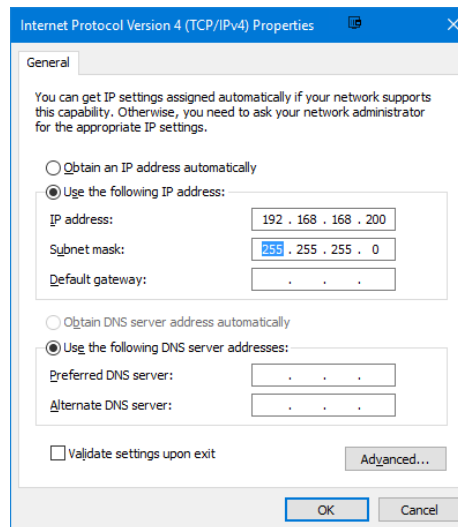 Internet Protocol Version 4 (TCP/IPv4) Properties
General
You can get IP settings assigned automatically if your network supports
this capability. Otherwise, you need to ask your network administrator
for the appropriate IP settings.
Obtain an IP address automatically
Use the following IP address:
IP address: 192 . 168 . 168 . 200
Subnet mask: 255 . 255 . 255 . 0
Default gateway: . . .
Obtain DNS server address automatically
Use the following DNS server addresses:
Preferred DNS server: . . .
Alternate DNS server: . . .
Validate settings upon exit
Advanced...
OK Cancel